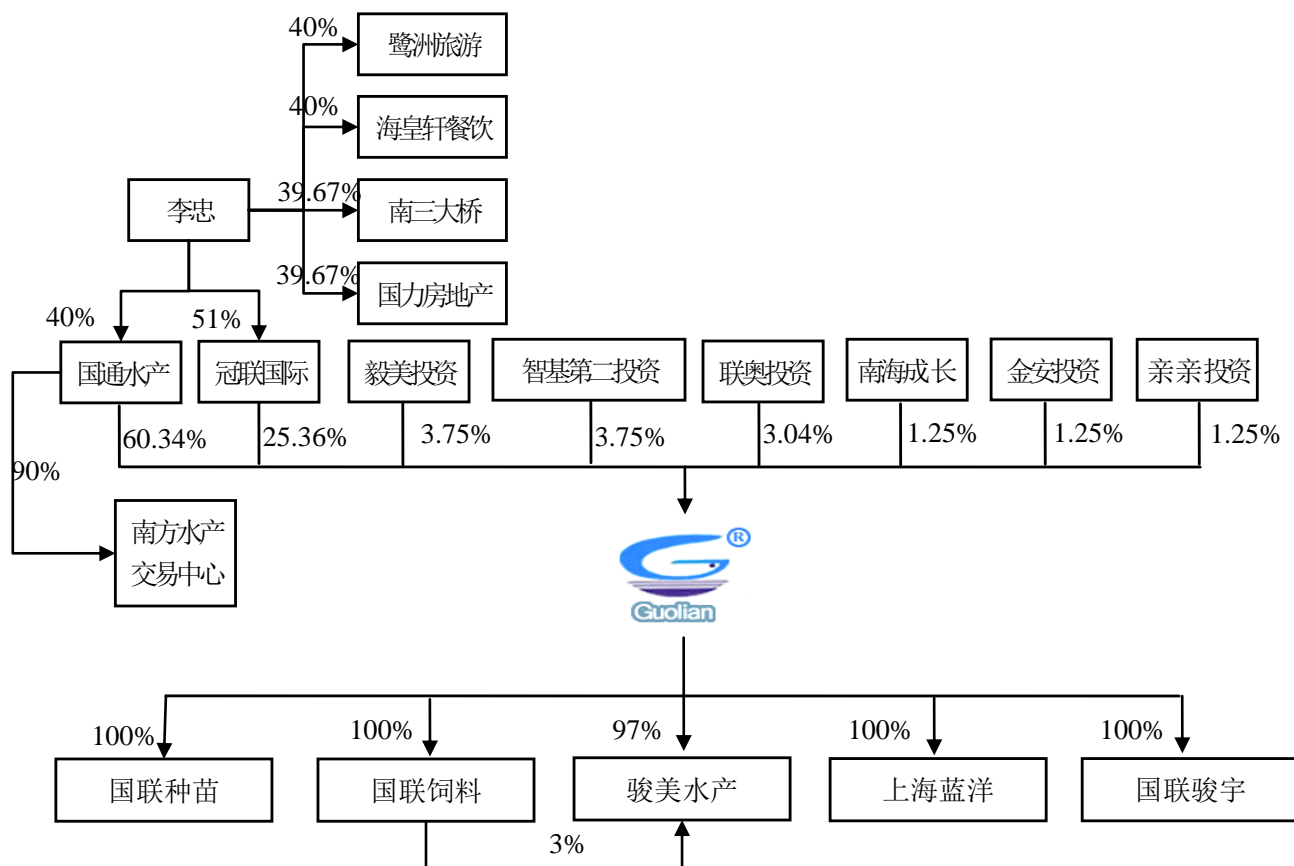 40%
鹭洲旅游
40%
海皇轩餐饮
李忠
39.67%
南三大桥
39.67%
国力房地产
40%
51%
国通水产
冠联国际
毅美投资
智基第二投资
联奥投资
南海成长
金安投资
亲亲投资
60.34%
25.36%
3.75%
3.75%
3.04%
1.25%
1.25%
1.25%
90%
南方水产
交易中心
®
Guolian
100%
100%
97%
100%
100%
国联种苗
国联饲料
骏美水产
上海蓝洋
国联骏宇
3%